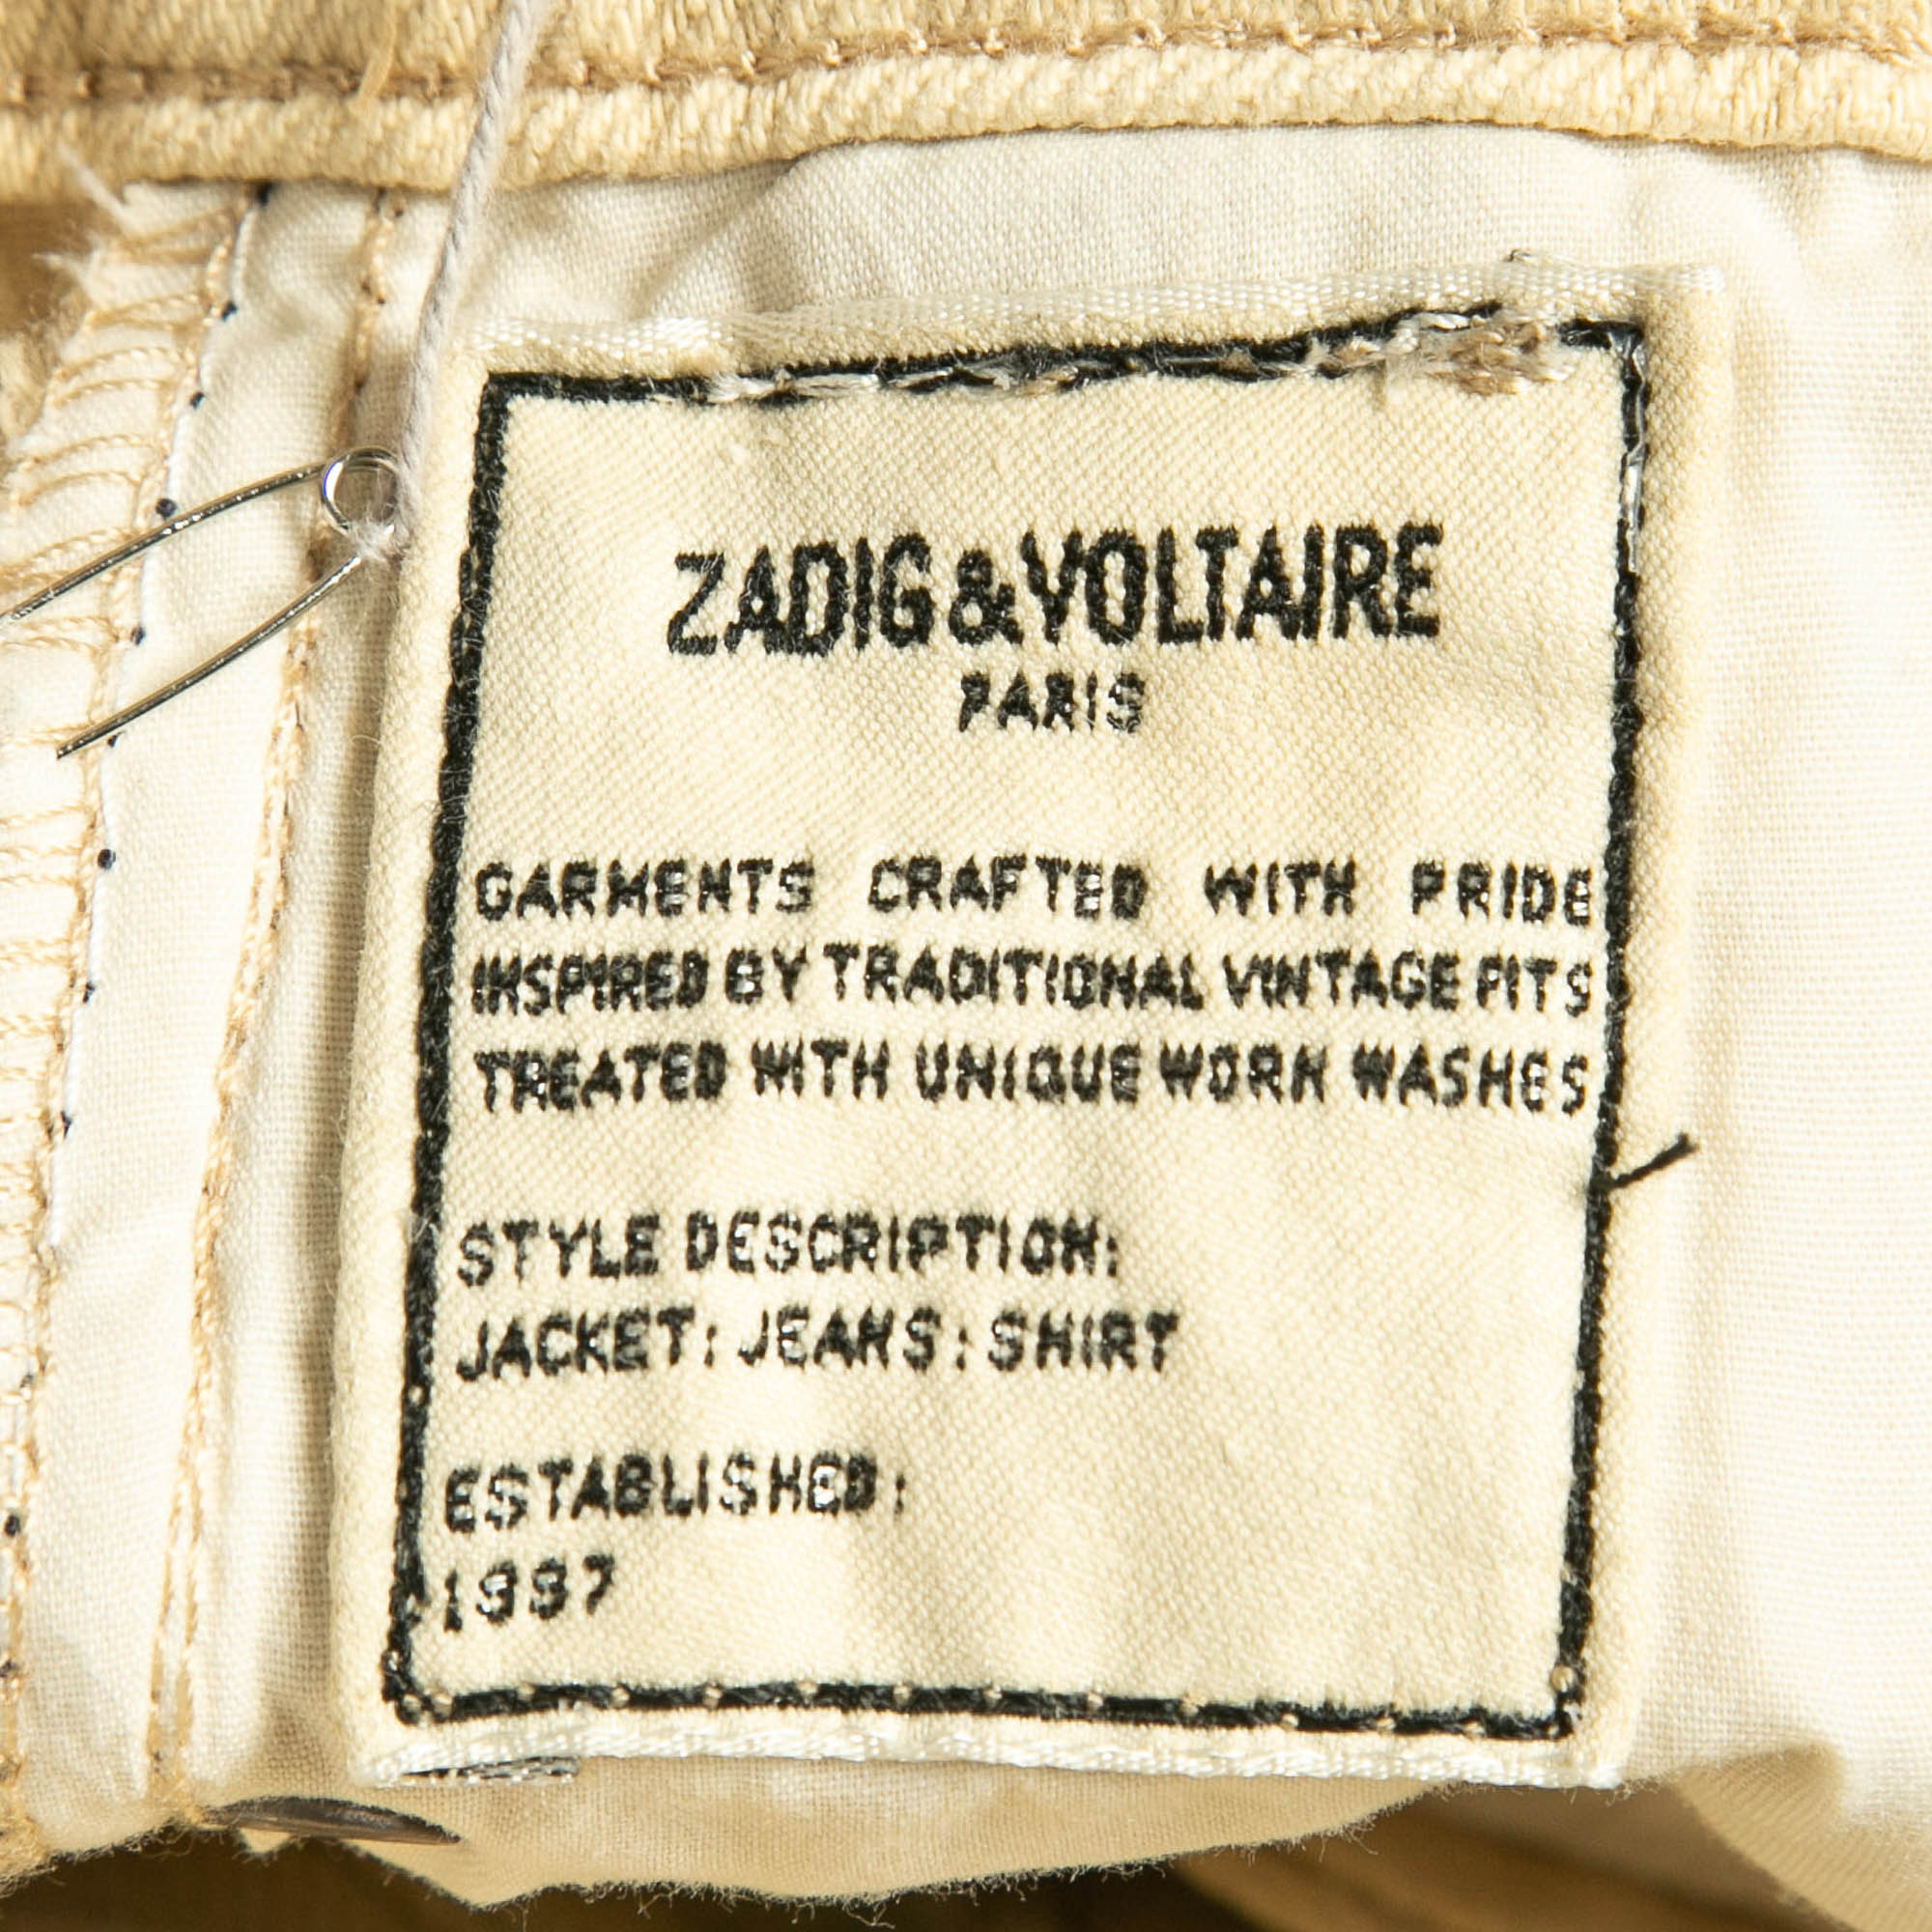 ZADIG&VOLTAIRE
PARIS
GARMENTS CRAFTED WITH PRIDE
INSPIRED BY TRADITIONAL VINTAGE FITS
TREATED WITH UNIQUE WORN WASHES
STYLE DESCRIPTION:
JACKET: JEANS: SHIRT
ESTABLISHED:
1997